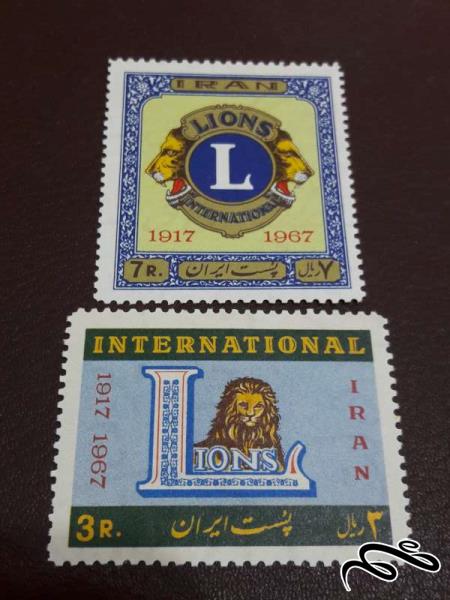 IRAN
LIONS
L
INTERNATIONAL
1917 1967
7R. پست ایران ۷ ریال
INTERNATIONAL
1917 1967
LIONS
IRAN
3R. پست ایران ۳ ریال